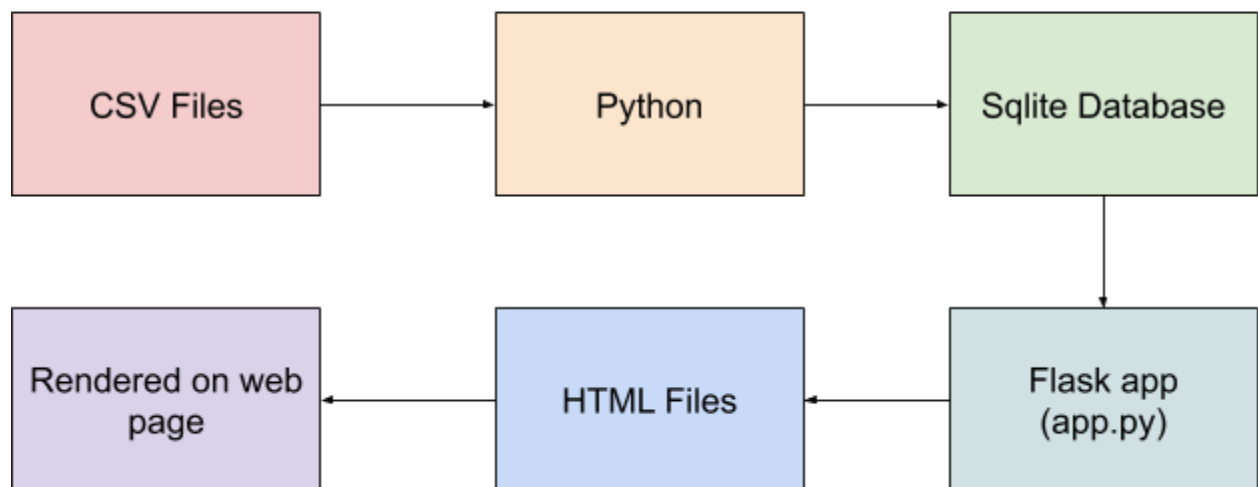 CSV Files
Python
Sqlite Database
Flask app
(app.py)
HTML Files
Rendered on web
page